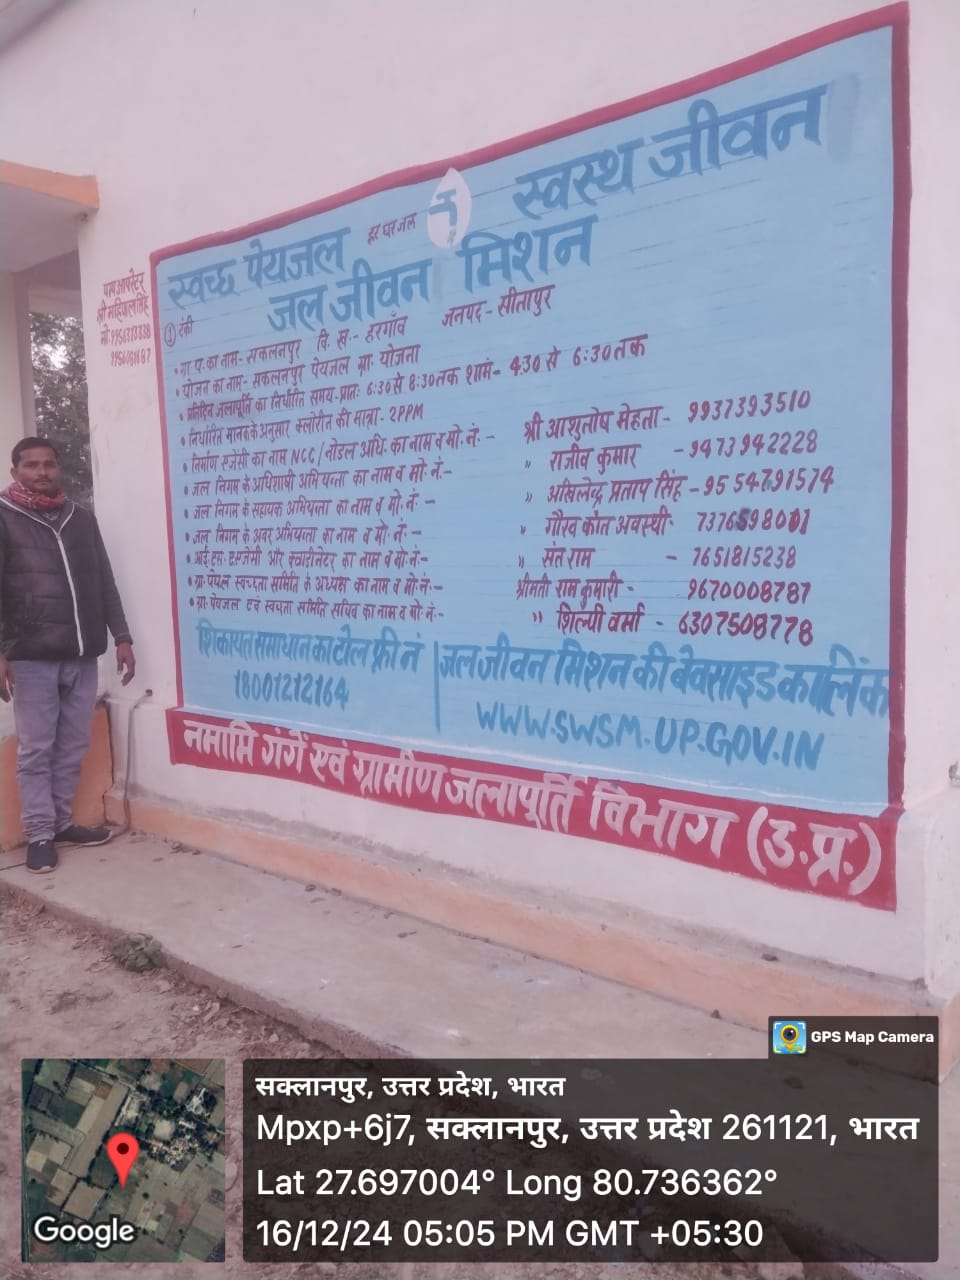 स्वच्छ पेयजल हर घर जल स्वस्थ जीवन
जल जीवन मिशन
पम्प आपरेटर
श्री महिपाल सिंह
मो:
① टंकी
• ग्रा. पं. का नाम- सकलनपुर वि. ख.:- हरगाँव जनपद- सीतापुर
• योजना का नाम- सकलनपुर पेयजल ग्रा: योजना
• प्रतिदिन जलापूर्ति का निर्धारित समय- प्रात: 6:30 से 8:30 तक शाम- 4:30 से 6:30 तक
• निर्धारित मानक के अनुसार क्लोरीन की मात्रा- 2PPM
• निर्माण एजेंसी का नाम NCC/नोडल अधि. का नाम व मो. नं:- श्री आशुतोष मेहता- 9937393510
• जल निगम के अधिशाषी अभियन्ता का नाम व मो. नं:- " राजीव कुमार -9473942228
• जल निगम के सहायक अभियन्ता का नाम व मो. नं:- " अखिलेन्द्र प्रताप सिंह -9554791574
• जल निगम के अवर अभियन्ता का नाम व मो. नं:- " गौरव कांत अवस्थी- 7376598001
• आई. एस. ए. एजेंसी और क्वार्डीनेटर का नाम व मो. नं:- " संत राम - 7651815238
• ग्रा: पेयजल स्वच्छता समिति के अध्यक्ष का नाम व मो. नं:- श्रीमती राम कुमारी- 9670008787
• ग्रा: पेयजल एवं स्वच्छता समिति सचिव का नाम व मो. नं:- " शिल्पी वर्मा - 6307508778
शिकायत समाधान का टोल फ्री नं
18001212164
जल जीवन मिशन की वेवसाइड का लिंक
WWW.SWSM.UP.GOV.IN
नमामि गंगें एवं ग्रामीण जलापूर्ति विभाग (उ.प्र.)
GPS Map Camera
सक्लानपुर, उत्तर प्रदेश, भारत
Mpxp+6j7, सक्लानपुर, उत्तर प्रदेश 261121, भारत
Lat 27.697004° Long 80.736362°
16/12/24 05:05 PM GMT +05:30
Google